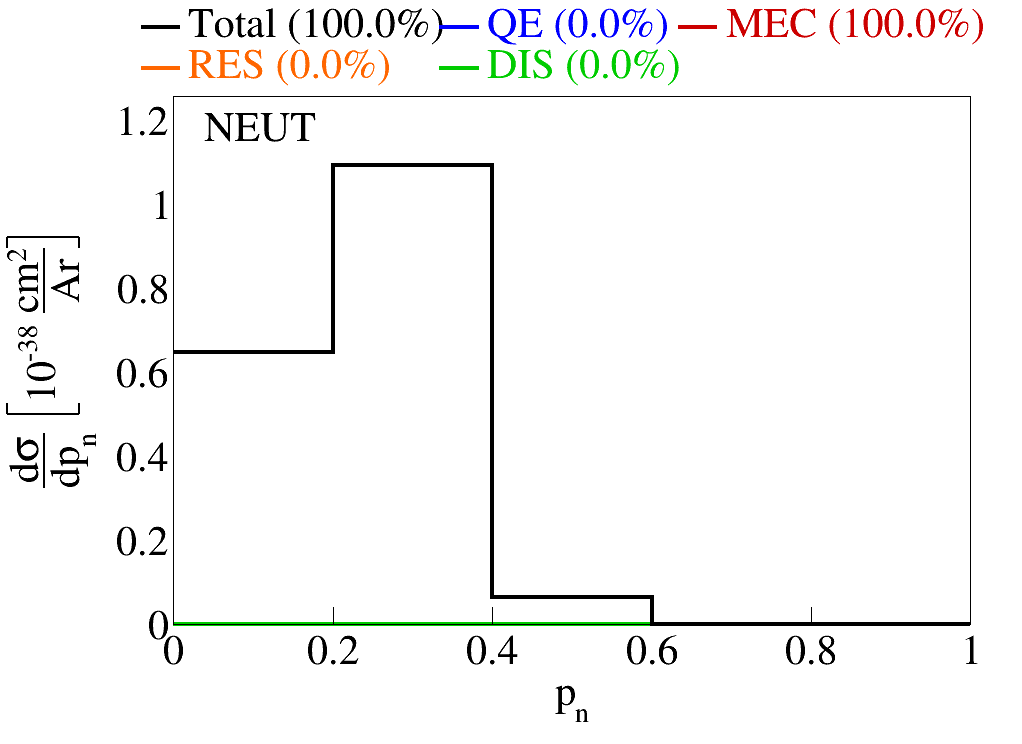 Total (100.0%) QE (0.0%) MEC (100.0%)
RES (0.0%) DIS (0.0%)
NEUT
1.2
1
0.8
0.6
0.4
0.2
0
0 0.2 0.4 0.6 0.8 1
p_n
dσ/dp_n [10^-38 cm^2/Ar]